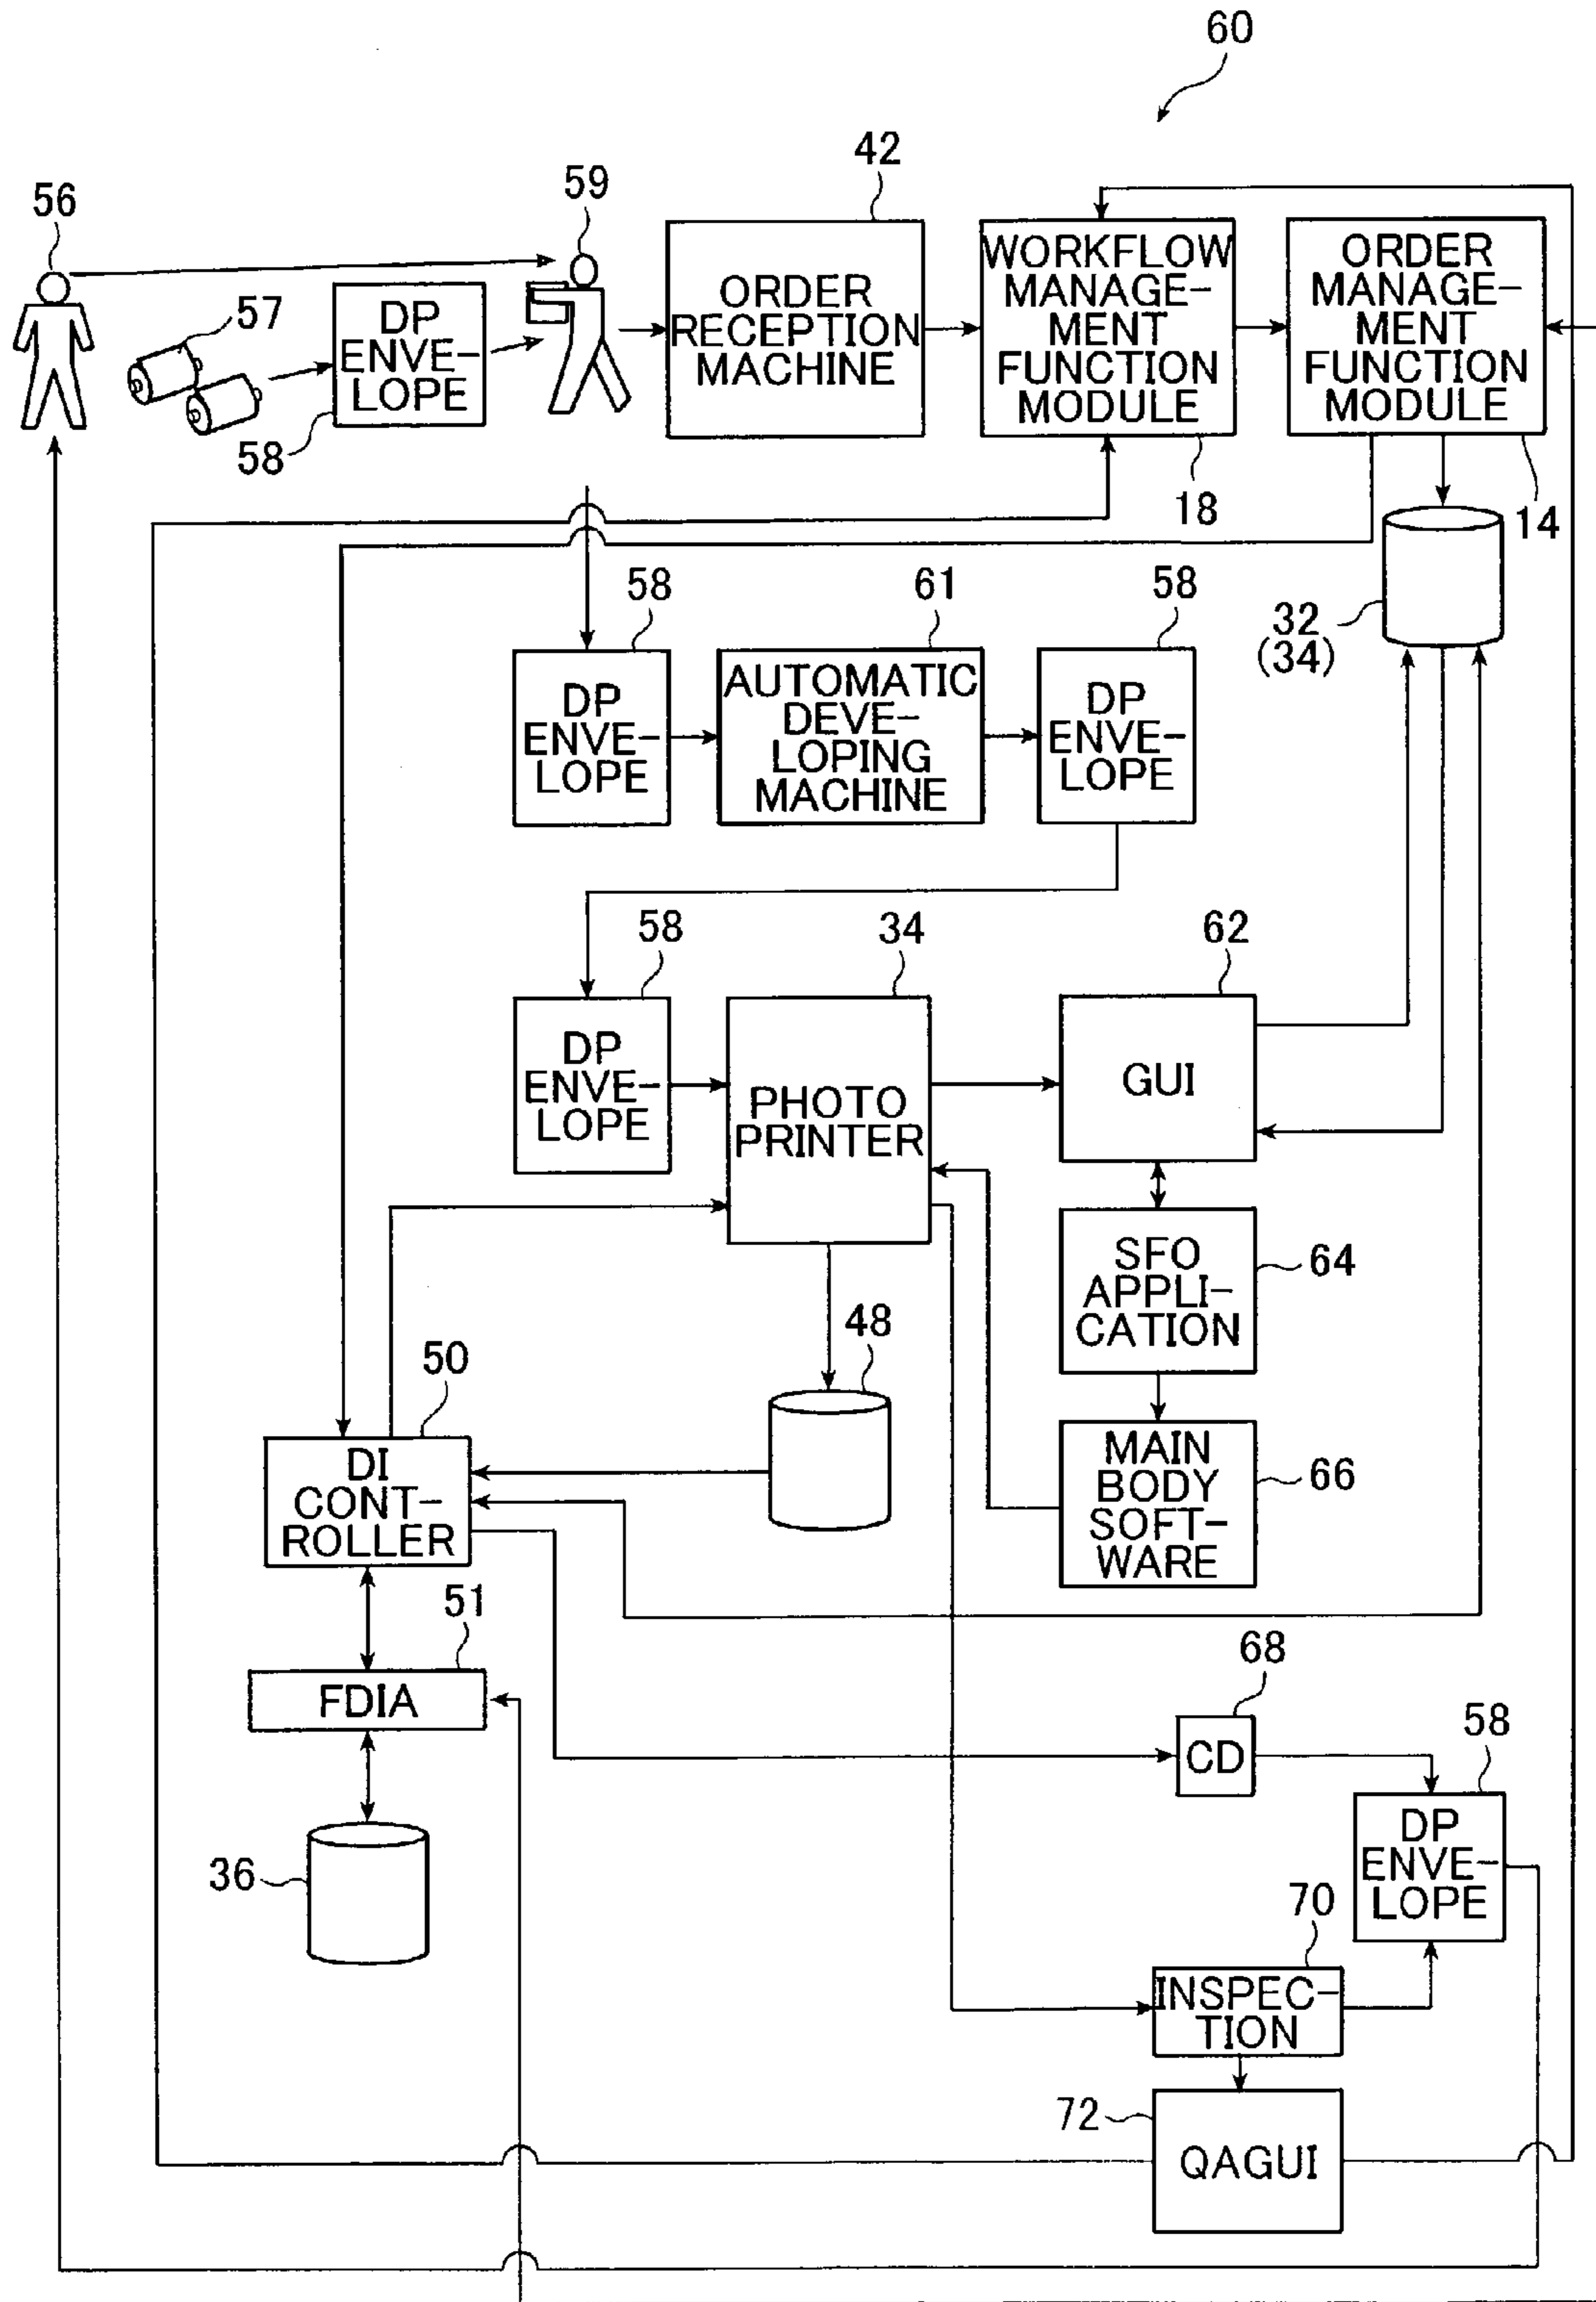 60
42
59
56
WORKFLOW
MANAGE-
MENT
FUNCTION
MODULE
ORDER
MANAGE-
MENT
FUNCTION
MODULE
ORDER
RECEPTION
MACHINE
57
DP
ENVE-
LOPE
58
18
14
58
61
58
32
(34)
DP
ENVE-
LOPE
AUTOMATIC
DEVE-
LOPING
MACHINE
DP
ENVE-
LOPE
58
34
62
DP
ENVE-
LOPE
PHOTO
PRINTER
GUI
SFO
APPLI-
CATION
64
48
50
DI
CONT-
ROLLER
MAIN
BODY
SOFT-
WARE
66
51
FDIA
68
CD
58
DP
ENVE-
LOPE
36
70
INSPEC-
TION
72
QAGUI